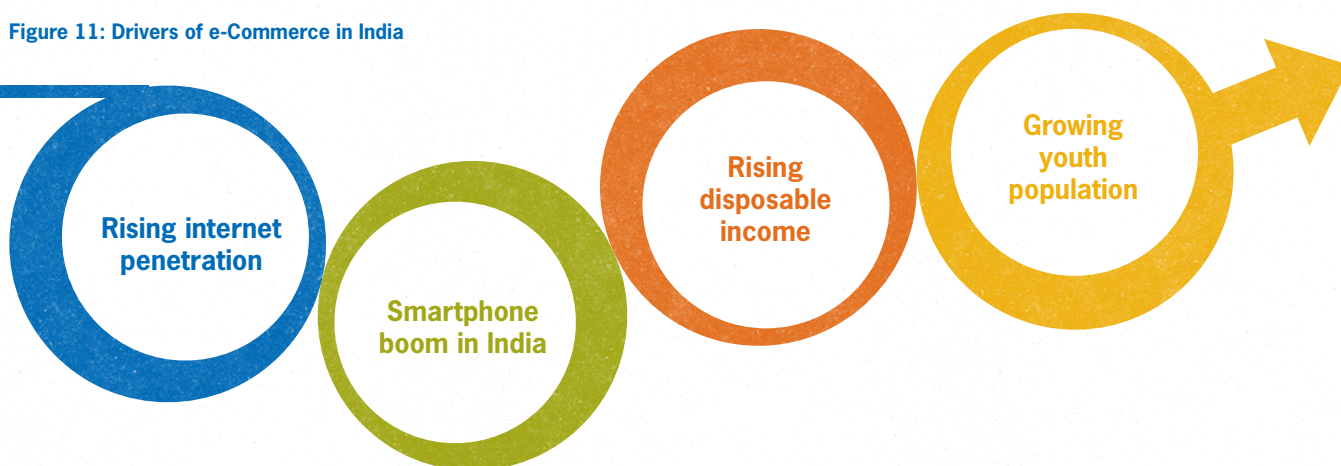 Figure 11: Drivers of e-Commerce in India
Rising internet
penetration
Smartphone
boom in India
Rising
disposable
income
Growing
youth
population